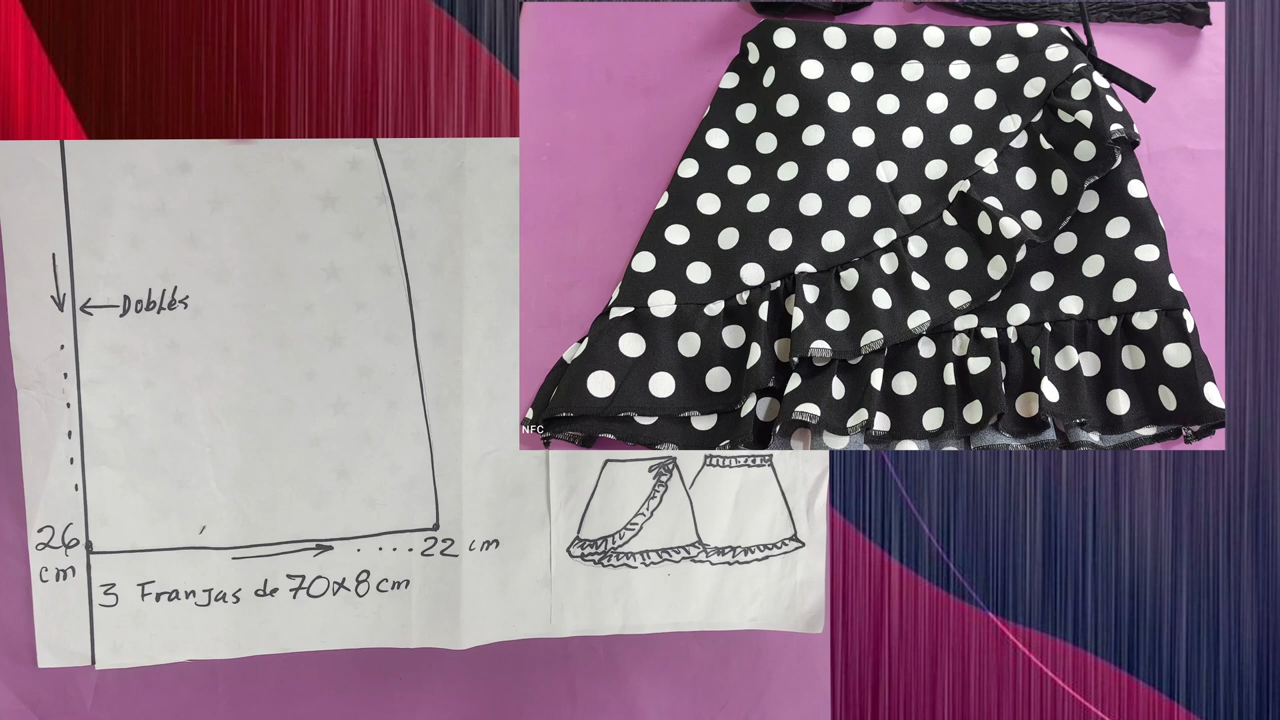 ←Doblés
26
cm
....22 cm
3 Franjas de 70x8cm
NFC